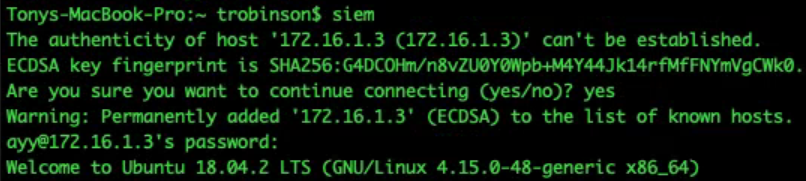 Tonys-MacBook-Pro:~ trobinson$ siem
The authenticity of host '172.16.1.3 (172.16.1.3)' can't be established.
ECDSA key fingerprint is SHA256:G4DCOHm/n8vZU0Y0Wpb+M4Y44Jk14rfMfFNYmVgCWk0.
Are you sure you want to continue connecting (yes/no)? yes
Warning: Permanently added '172.16.1.3' (ECDSA) to the list of known hosts.
ayy@172.16.1.3's password:
Welcome to Ubuntu 18.04.2 LTS (GNU/Linux 4.15.0-48-generic x86_64)